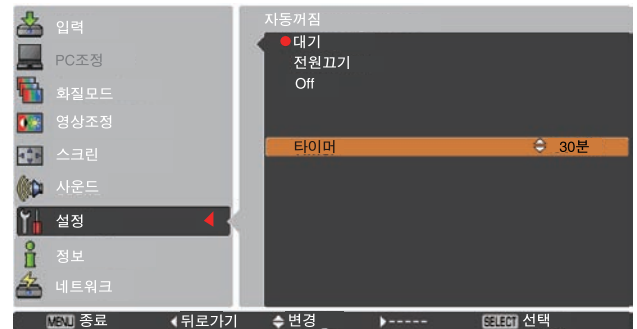 입력
PC조정
화질모드
영상조정
스크린
사운드
설정
정보
네트워크
자동꺼짐
대기
전원끄기
Off
타이머 30분
MENU 종료 뒤로가기 변경 ----- SELECT 선택